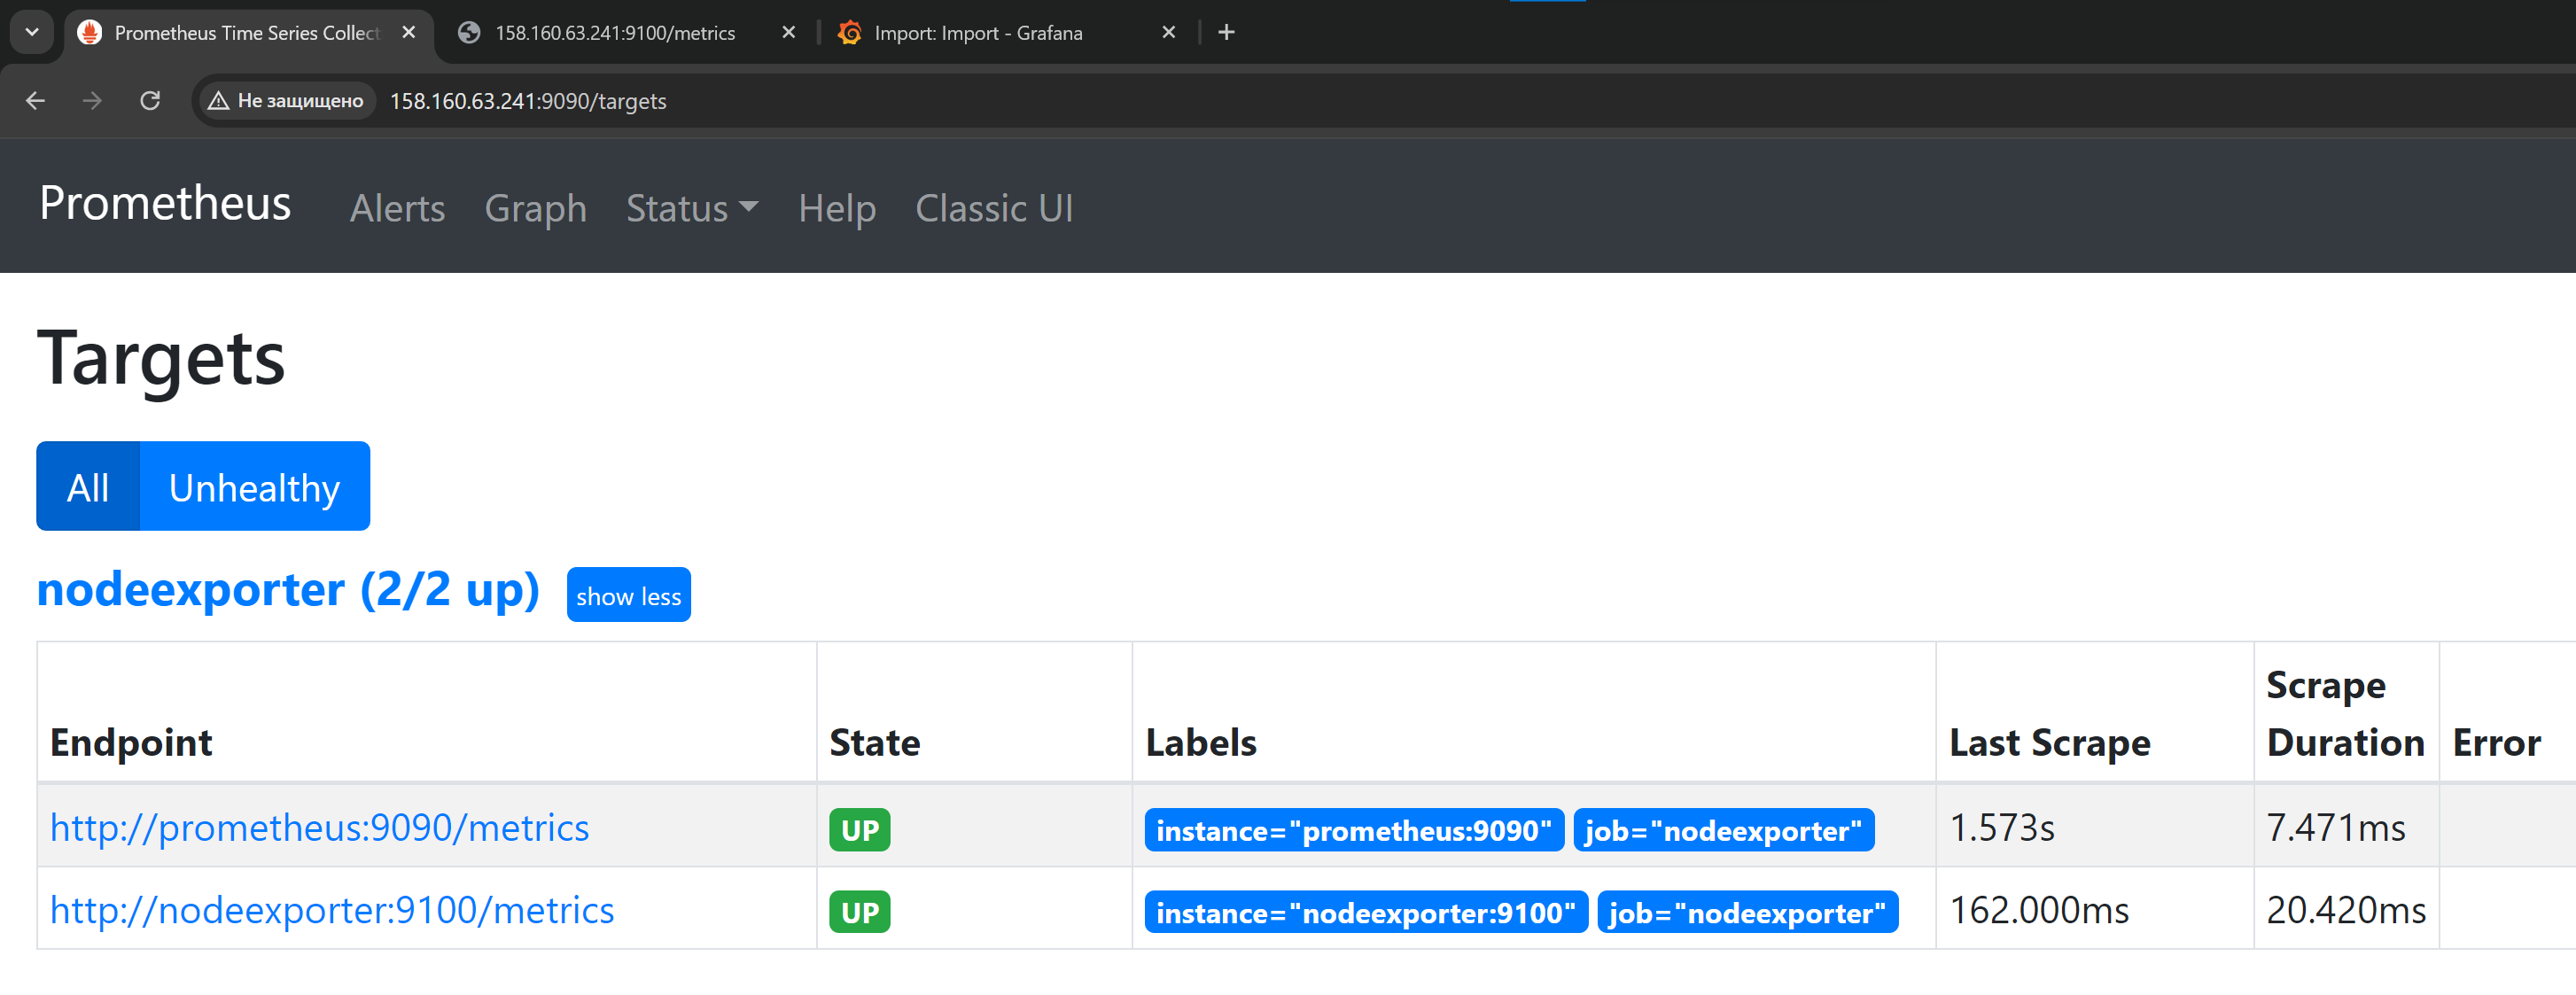 Prometheus Time Series Collect
158.160.63.241:9100/metrics
Import: Import - Grafana
Не защищено 158.160.63.241:9090/targets
Prometheus Alerts Graph Status Help Classic UI
Targets
All Unhealthy
nodeexporter (2/2 up) show less
Endpoint State Labels Last Scrape Scrape Duration Error
http://prometheus:9090/metrics UP instance="prometheus:9090" job="nodeexporter" 1.573s 7.471ms
http://nodeexporter:9100/metrics UP instance="nodeexporter:9100" job="nodeexporter" 162.000ms 20.420ms